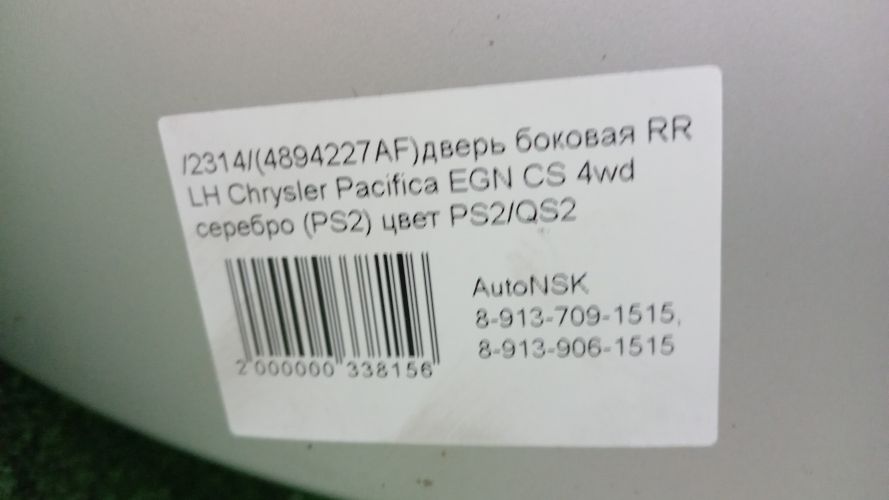 /2314/(4894227AF)дверь боковая RR
LH Chrysler Pacifica EGN CS 4wd
серебро (PS2) цвет PS2/QS2
AutoNSK
8-913-709-1515,
8-913-906-1515
2 000000 338156